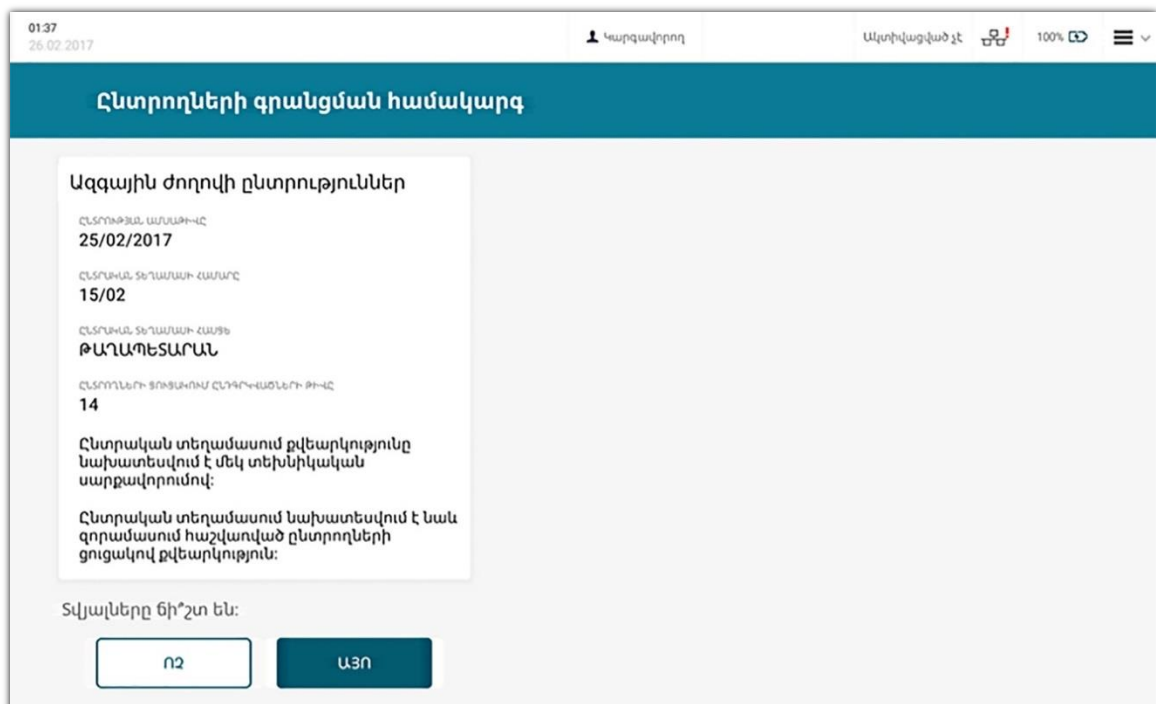 01:37
26.02.2017
Կարգավորող
Ակտիվացված չէ
100%
Ընտրողների գրանցման համակարգ
Ազգային ժողովի ընտրություններ
ԸՆՏՐՈՒԹՅԱՆ ԱՄՍԱԹԻՎԸ
25/02/2017
ԸՆՏՐԱԿԱՆ ՏԵՂԱՄԱՍԻ ՀԱՄԱՐԸ
15/02
ԸՆՏՐԱԿԱՆ ՏԵՂԱՄԱՍԻ ՀԱՍՑԵ
ԹԱՂԱՊԵՏԱՐԱՆ
ԸՆՏՐՈՂՆԵՐԻ ՑՈՒՑԱԿՈՒՄ ԸՆԴԳՐԿՎԱԾՆԵՐԻ ԹԻՎԸ
14
Ընտրական տեղամասում քվեարկությունը
նախատեսվում է մեկ տեխնիկական
սարքավորումով:
Ընտրական տեղամասում նախատեսվում է նաև
զորամասում հաշվառված ընտրողների
ցուցակով քվեարկություն:
Տվյալները ճի՞շտ են:
ՈՉ
ԱՅՈ